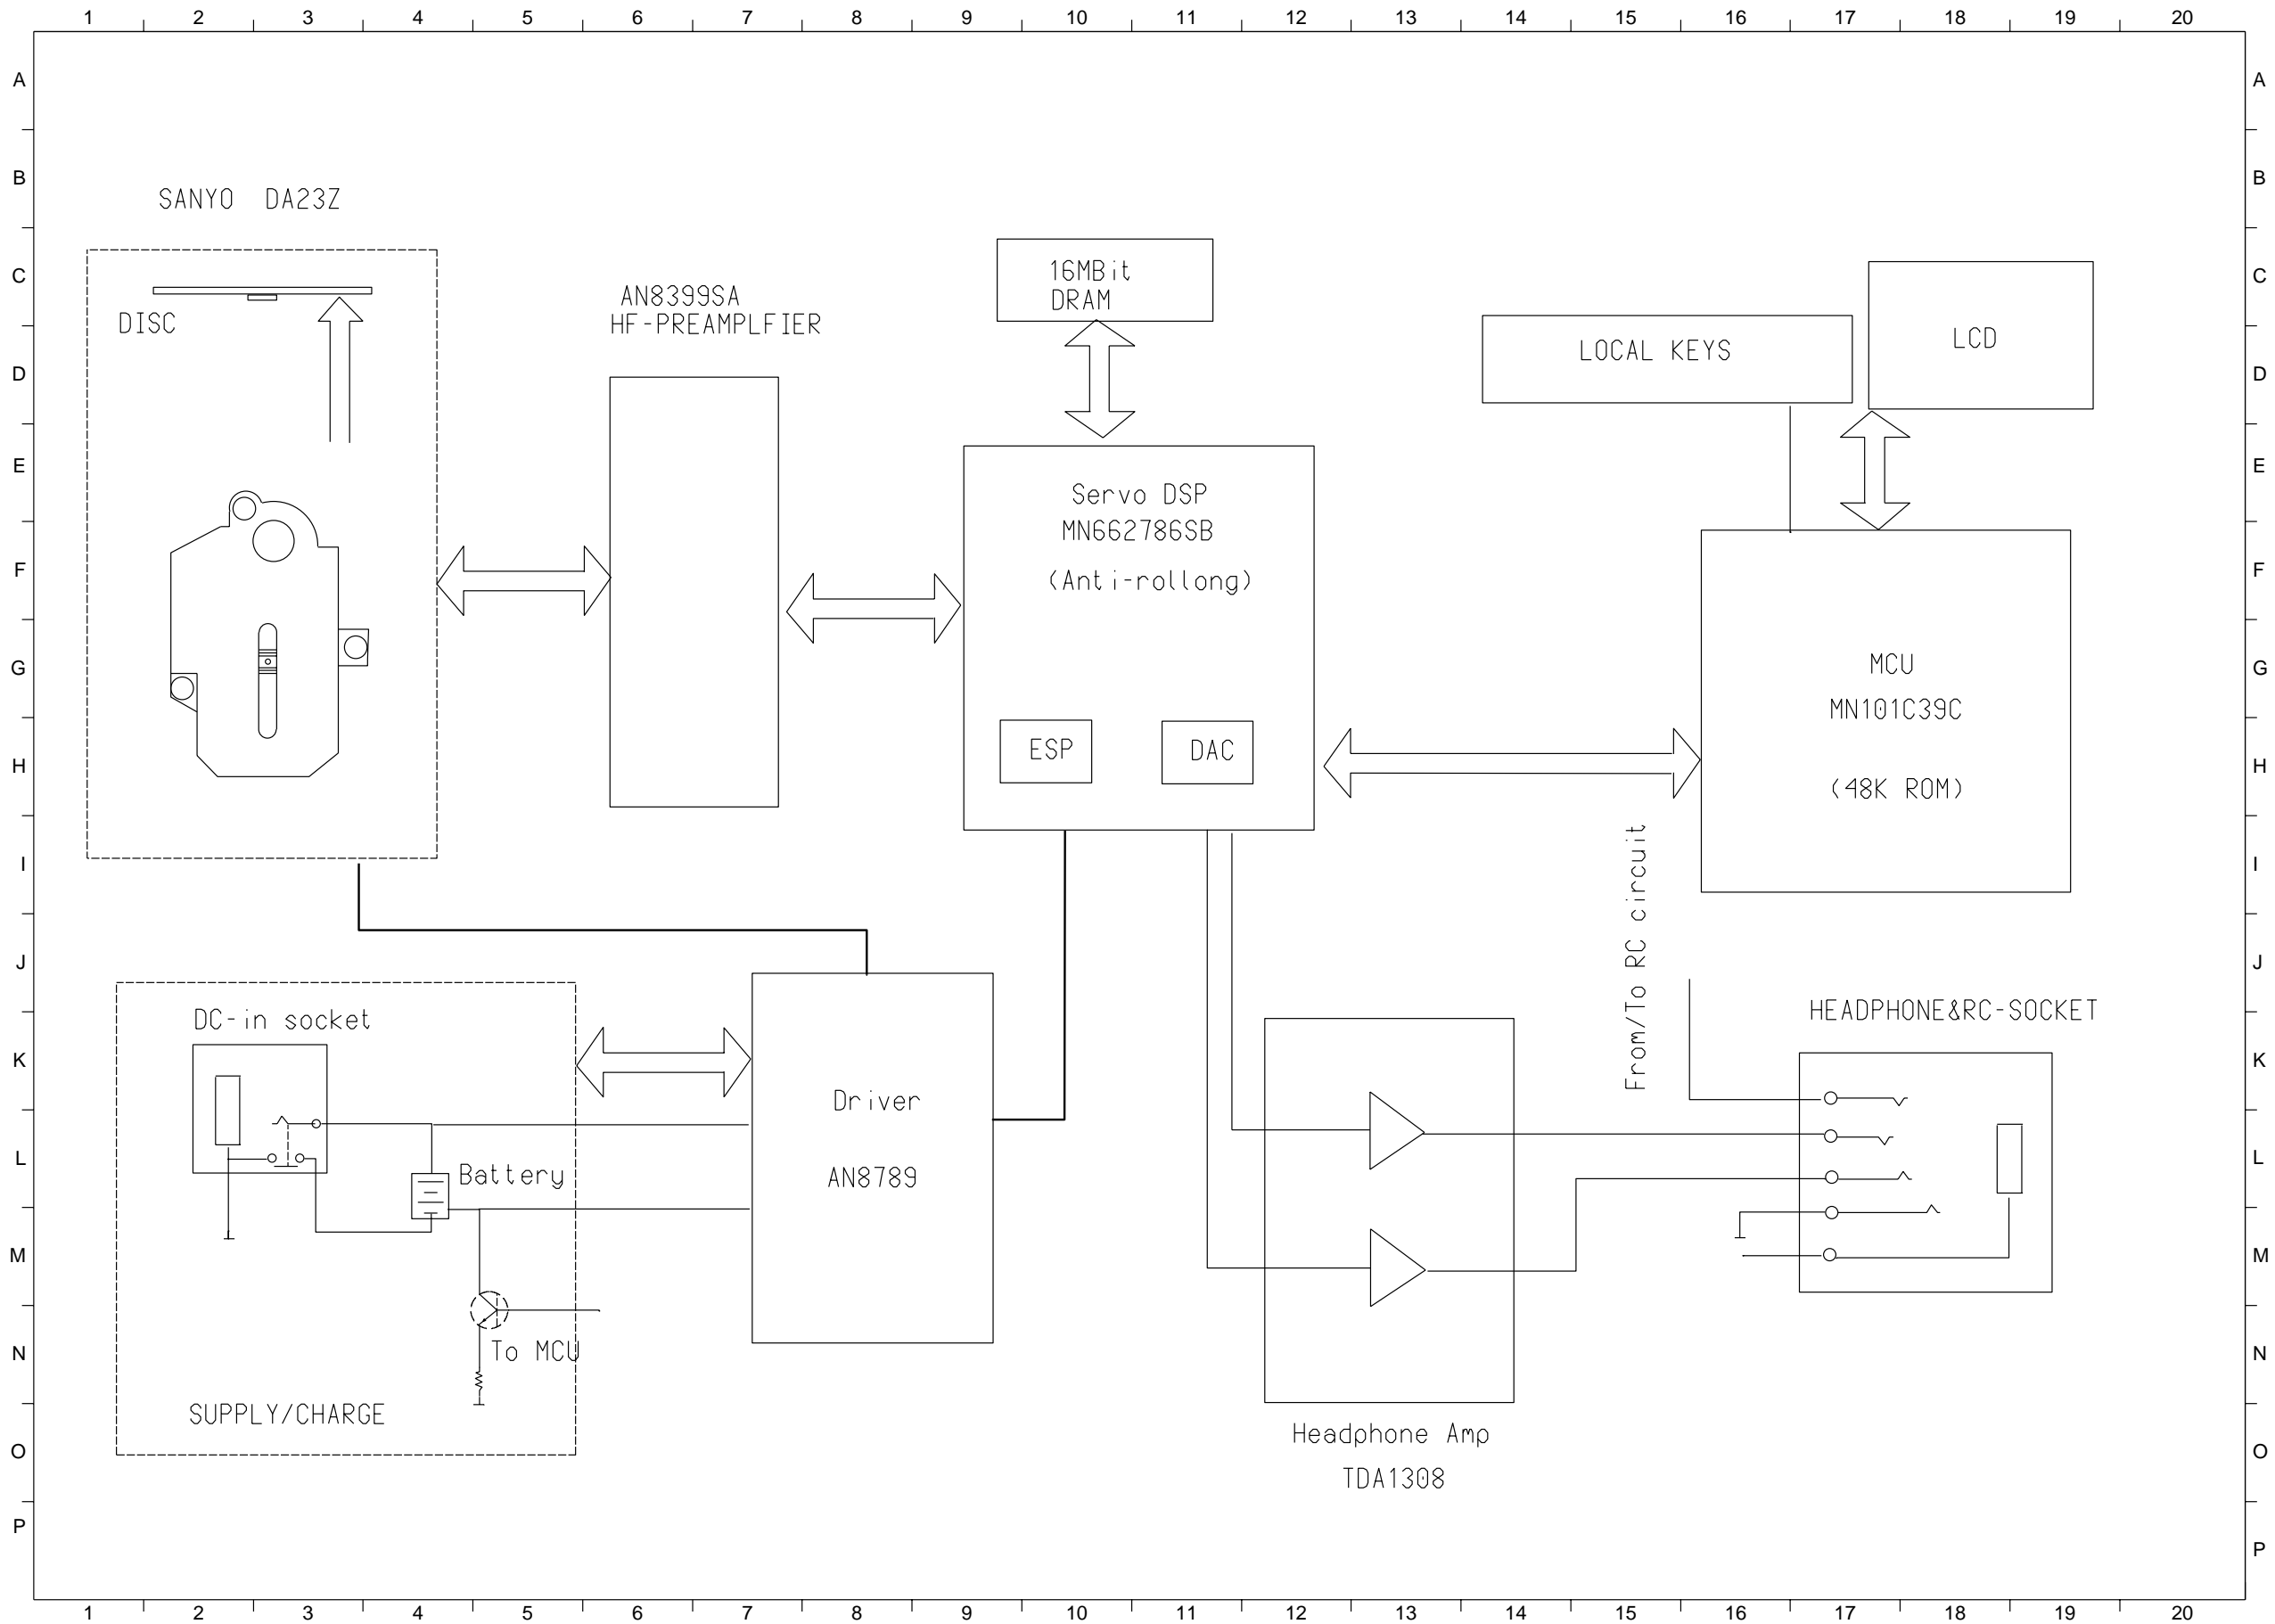 1 2 3 4 5 6 7 8 9 10 11 12 13 14 15 16 17 18 19 20
A A
B B
SANYO DA23Z
C C
16MBit
DRAM
AN8399SA
HF-PREAMPLFIER
DISC
LOCAL KEYS
LCD
D D
E E
Servo DSP
MN662786SB
(Anti-rollong)
F F
G G
MCU
MN101C39C
(48K ROM)
ESP
DAC
H H
I I
From/To RC circuit
J J
DC-in socket
HEADPHONE&RC-SOCKET
K K
Driver
AN8789
L L
Battery
M M
To MCU
N N
SUPPLY/CHARGE
Headphone Amp
TDA1308
O O
P
P
1 2 3 4 5 6 7 8 9 10 11 12 13 14 15 16 17 18 19 20